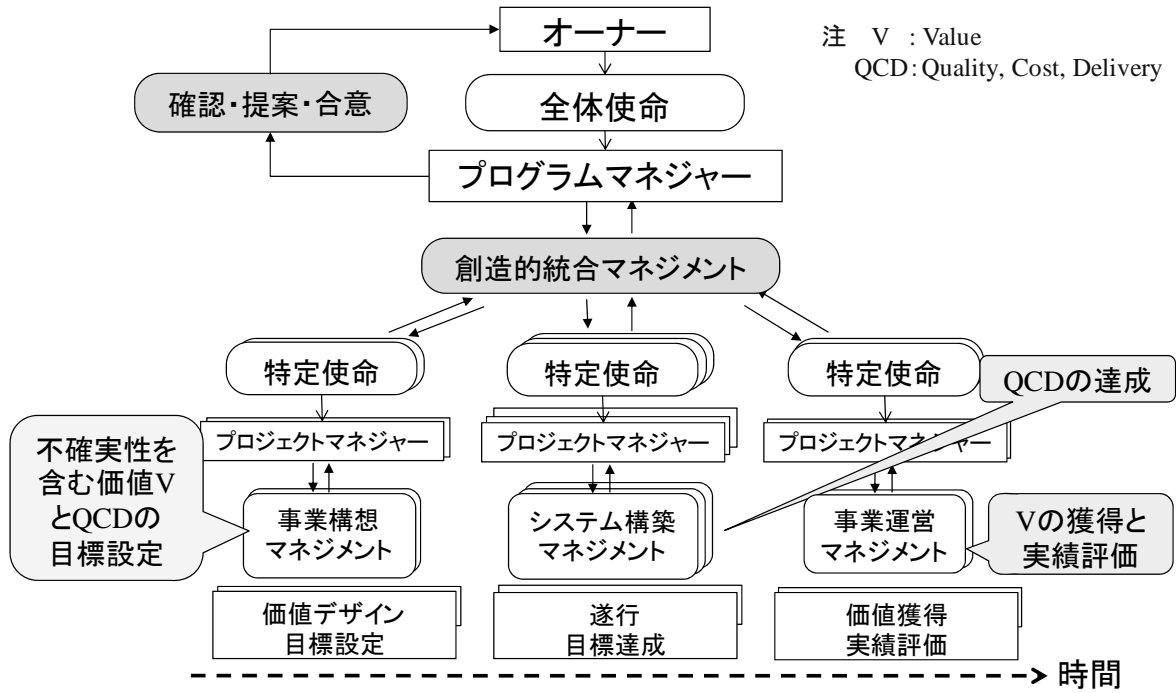 オーナー
注 V : Value
QCD : Quality, Cost, Delivery
確認・提案・合意
全体使命
プログラムマネジャー
創造的統合マネジメント
特定使命
特定使命
特定使命
QCDの達成
プロジェクトマネジャー
プロジェクトマネジャー
プロジェクトマネジャー
不確実性を
含む価値V
とQCDの
目標設定
事業構想
マネジメント
システム構築
マネジメント
事業運営
マネジメント
Vの獲得と
実績評価
価値デザイン
目標設定
遂行
目標達成
価値獲得
実績評価
時間